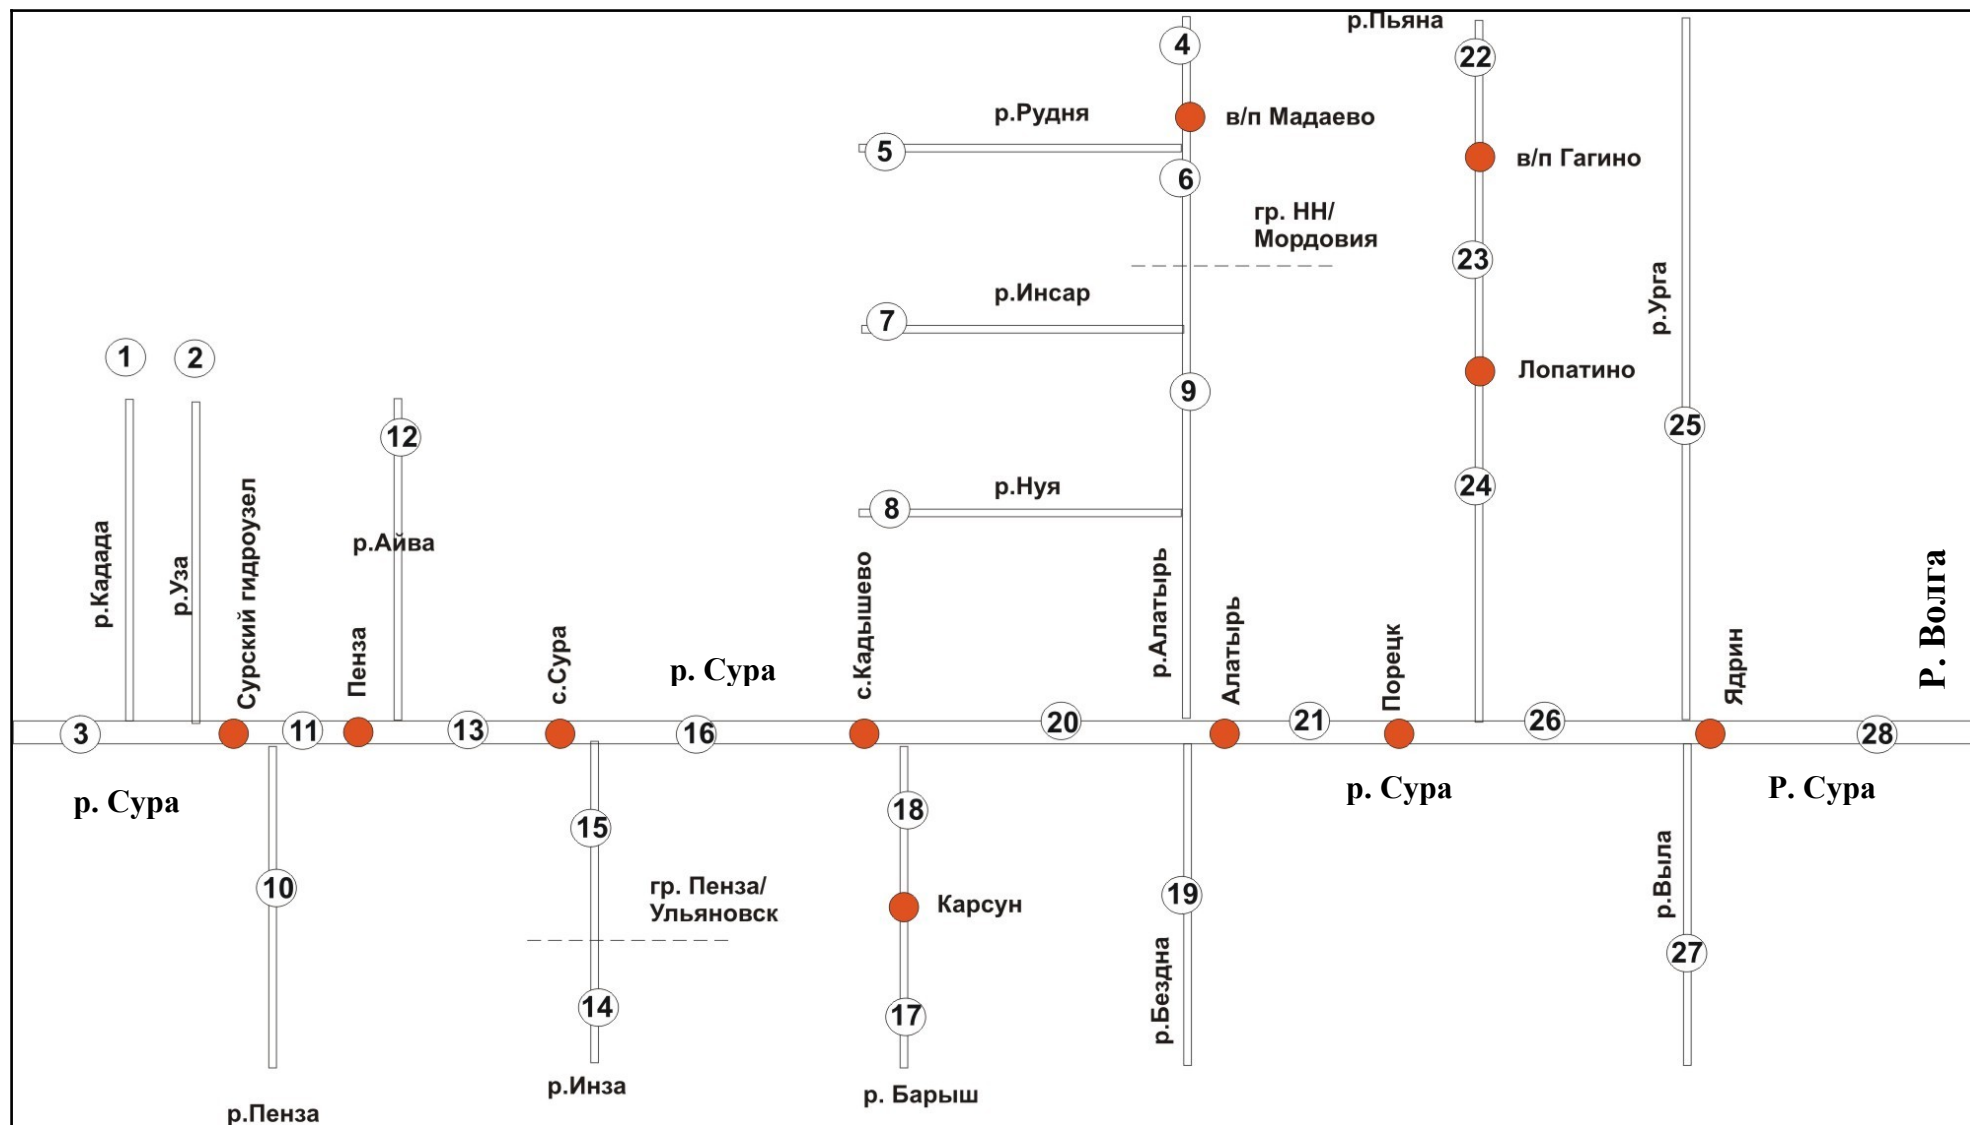 р.Пьяна
4
22
р.Рудня
в/п Мадаево
5
в/п Гагино
6
гр. НН/
Мордовия
23
р.Инсар
р.Урга
7
1
2
Лопатино
9
12
25
р.Нуя
24
8
р.Кадада
р.Уза
Сурский гидроузел
р.Айва
Пенза
с.Сура
р. Сура
с.Кадышево
р.Алатырь
Алатырь
Порецк
Ядрин
Р. Волга
3
11
13
16
20
21
26
28
р. Сура
р. Сура
Р. Сура
18
15
10
гр. Пенза/
Ульяновск
Карсун
19
р.Выла
27
14
17
р.Бездна
р.Инза
р. Барыш
р.Пенза